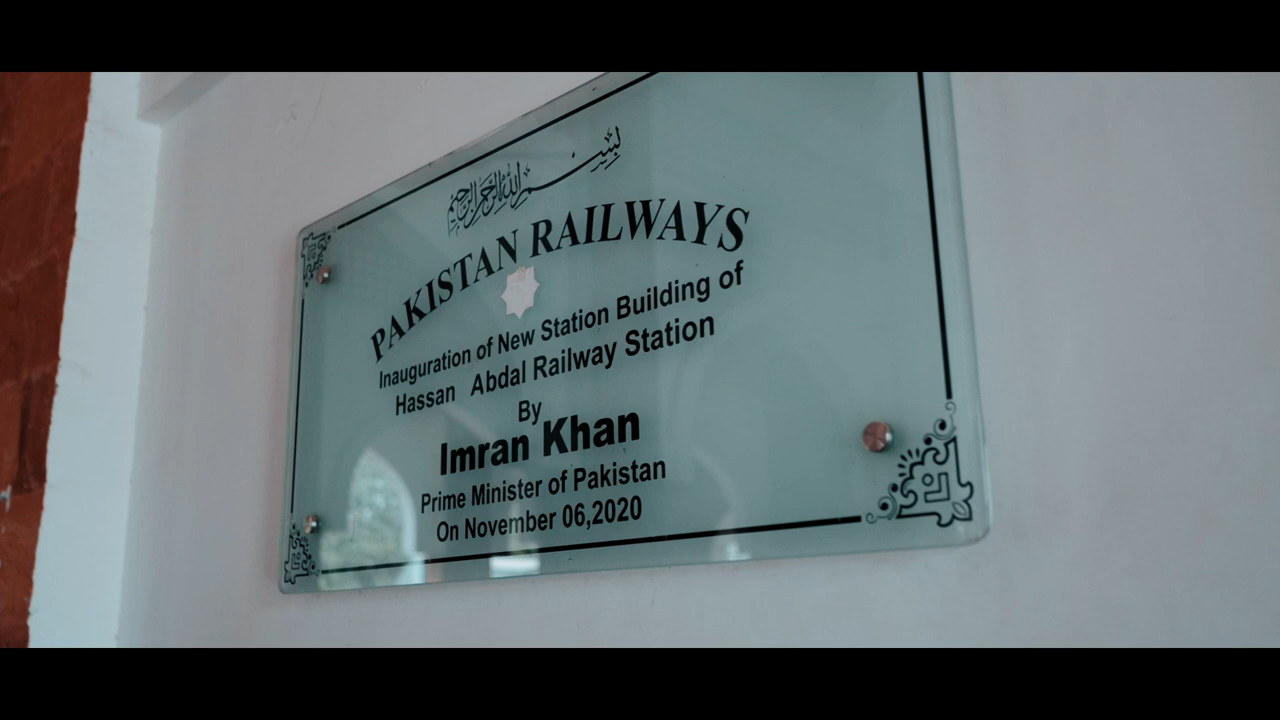 بسم الله الرحمن الرحيم
PAKISTAN RAILWAYS
Inauguration of New Station Building of
Hassan Abdal Railway Station
By
Imran Khan
Prime Minister of Pakistan
On November 06,2020